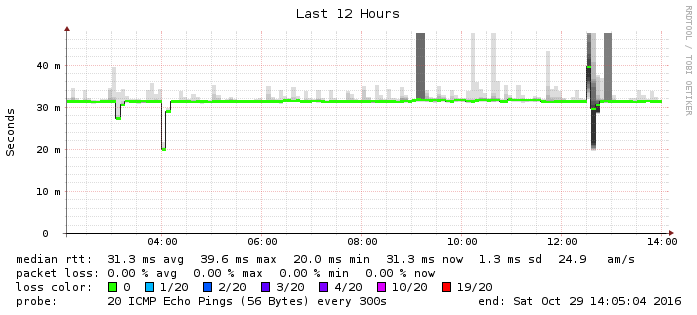 Last 12 Hours
RRDTOOL / TOBI OETIKER
Seconds
40 m
30 m
20 m
10 m
0
04:00 06:00 08:00 10:00 12:00 14:00
median rtt: 31.3 ms avg 39.6 ms max 20.0 ms min 31.3 ms now 1.3 ms sd 24.9 am/s
packet loss: 0.00 % avg 0.00 % max 0.00 % min 0.00 % now
loss color: 0 1/20 2/20 3/20 4/20 10/20 19/20
probe: 20 ICMP Echo Pings (56 Bytes) every 300s end: Sat Oct 29 14:05:04 2016